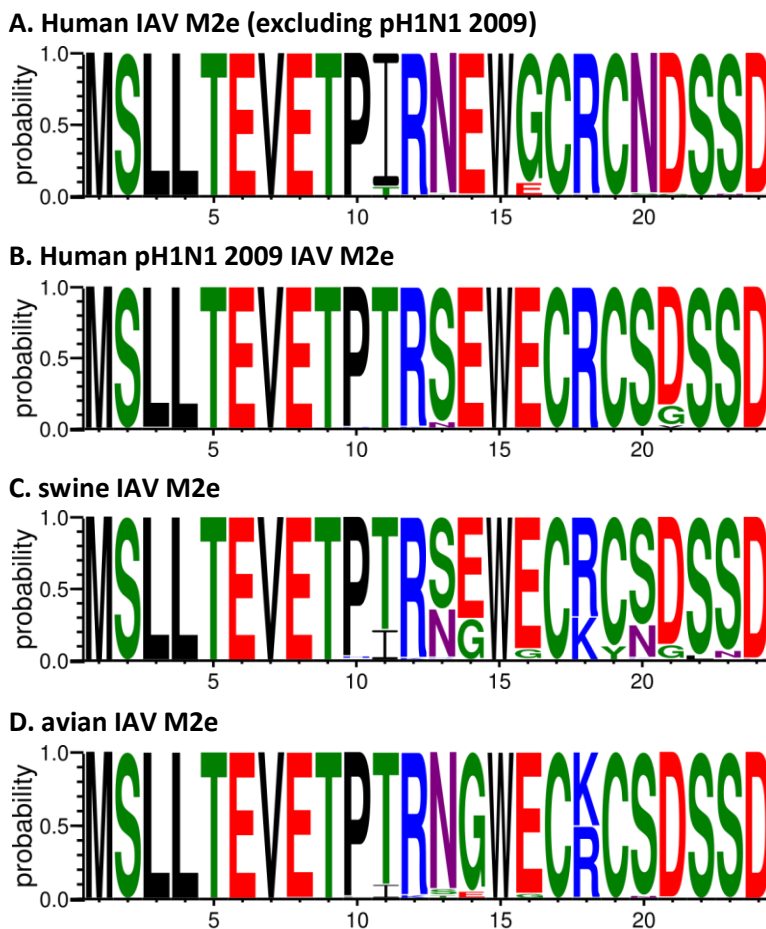 A. Human IAV M2e (excluding pH1N1 2009)
probability
1.0
0.5
0.0
MSLLTEVETPIRNEWGCRCNDSSD
T E
5 10 15 20
B. Human pH1N1 2009 IAV M2e
probability
1.0
0.5
0.0
MSLLTEVETPTRSEWECRCSDSSD
N G
5 10 15 20
C. swine IAV M2e
probability
1.0
0.5
0.0
MSLLTEVETPTRSEWECRCSDSSD
I N G G K Y N G N
5 10 15 20
D. avian IAV M2e
probability
1.0
0.5
0.0
MSLLTEVETPTRNGWECKCSDSSD
I S E G R
5 10 15 20